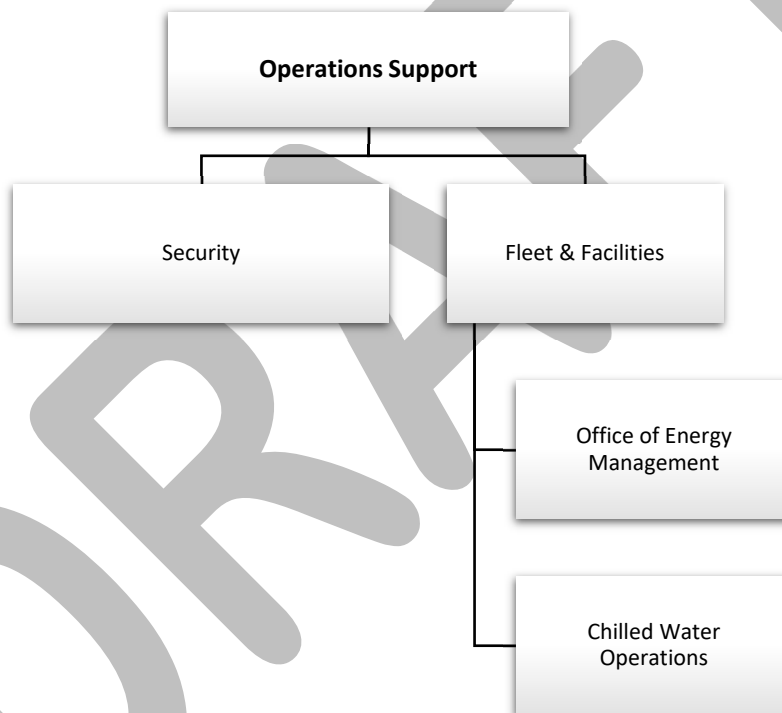 Operations Support
Security
Fleet & Facilities
Office of Energy
Management
Chilled Water
Operations
DRAFT